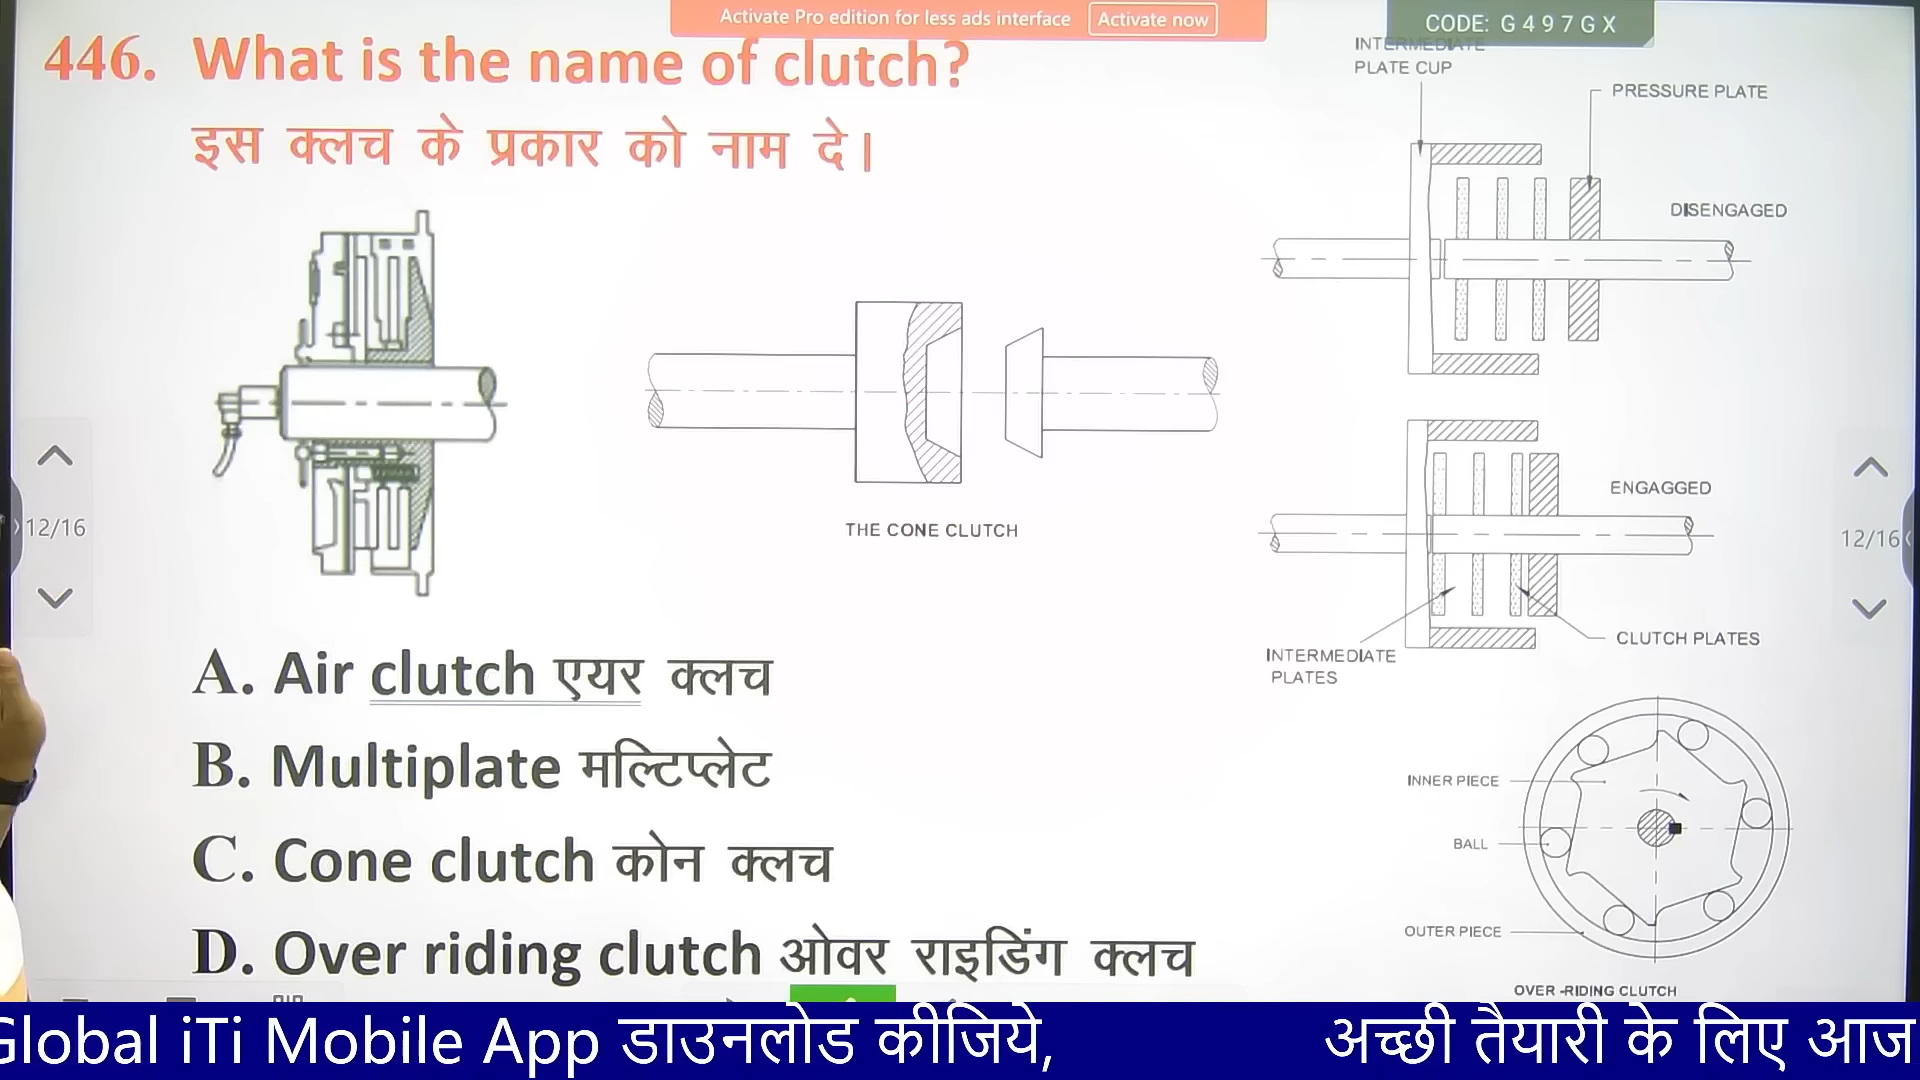 Activate Pro edition for less ads interface Activate now
CODE: G 4 9 7 G X
446. What is the name of clutch?
इस क्लच के प्रकार को नाम दे।
INTERMEDIATE
PLATE CUP
PRESSURE PLATE
DISENGAGED
THE CONE CLUTCH
ENGAGGED
12/16
12/16
INTERMEDIATE
PLATES
CLUTCH PLATES
A. Air clutch एयर क्लच
B. Multiplate मल्टिप्लेट
C. Cone clutch कोन क्लच
D. Over riding clutch ओवर राइडिंग क्लच
INNER PIECE
BALL
OUTER PIECE
OVER -RIDING CLUTCH
Global iTi Mobile App डाउनलोड कीजिये, अच्छी तैयारी के लिए आज